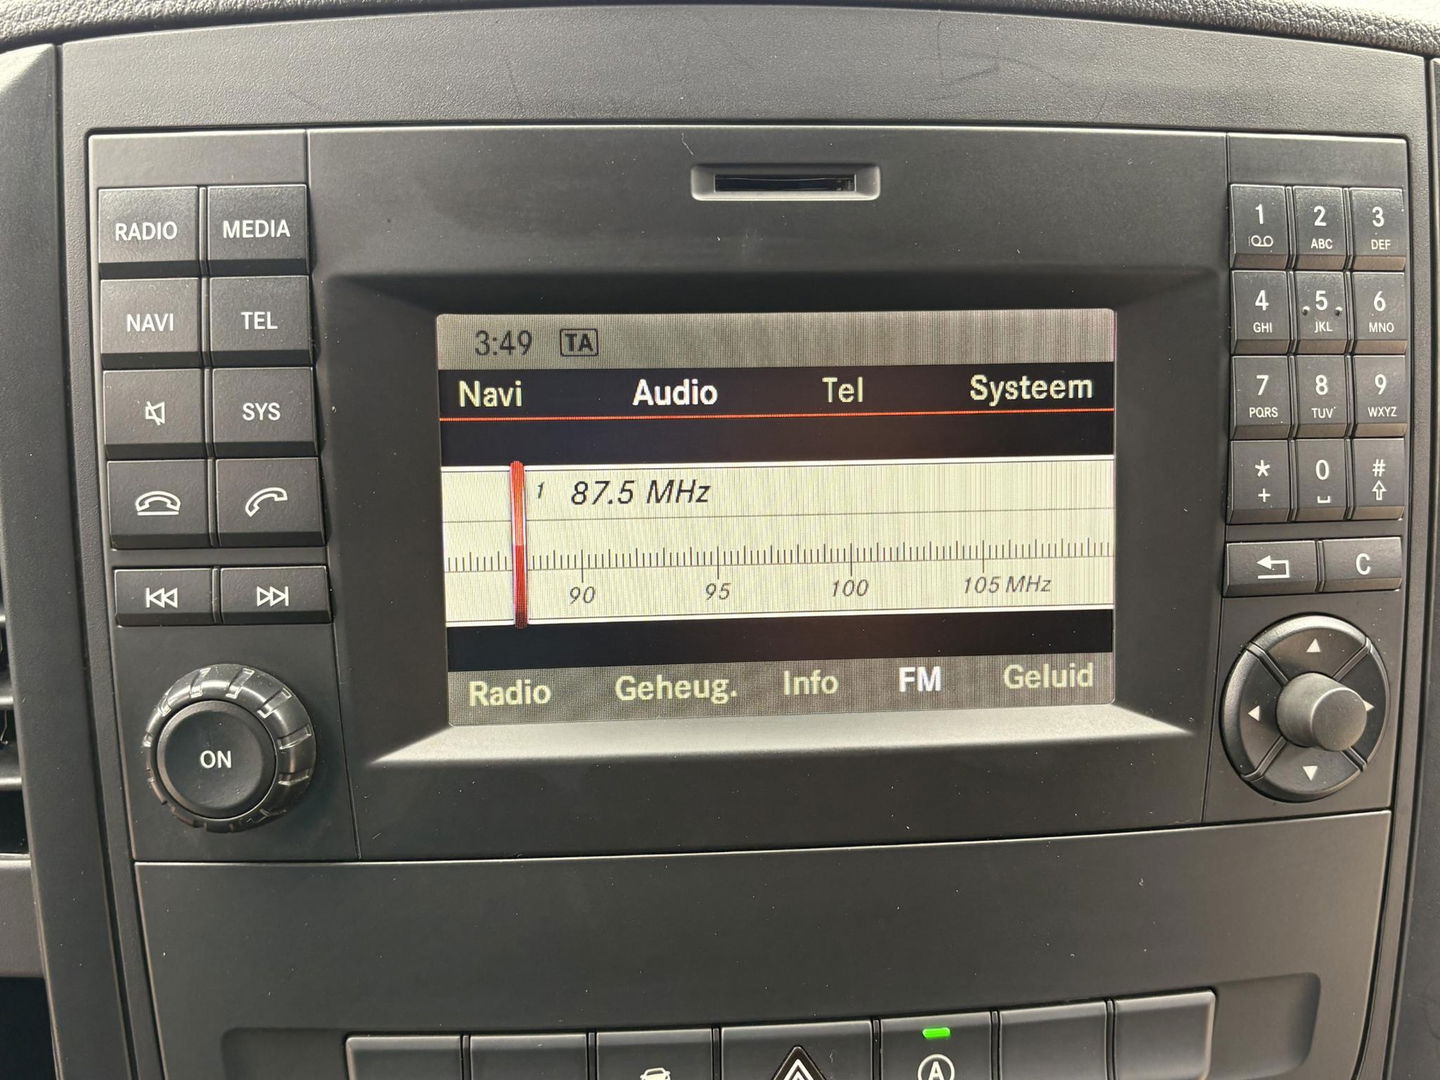 RADIO MEDIA
NAVI TEL
SYS
ON
3:49 TA
Navi Audio Tel Systeem
1 87.5 MHz
90 95 100 105 MHz
Radio Geheug. Info FM Geluid
1 2 ABC 3 DEF
4 GHI 5 JKL 6 MNO
7 PQRS 8 TUV 9 WXYZ
* + 0 #
C
A